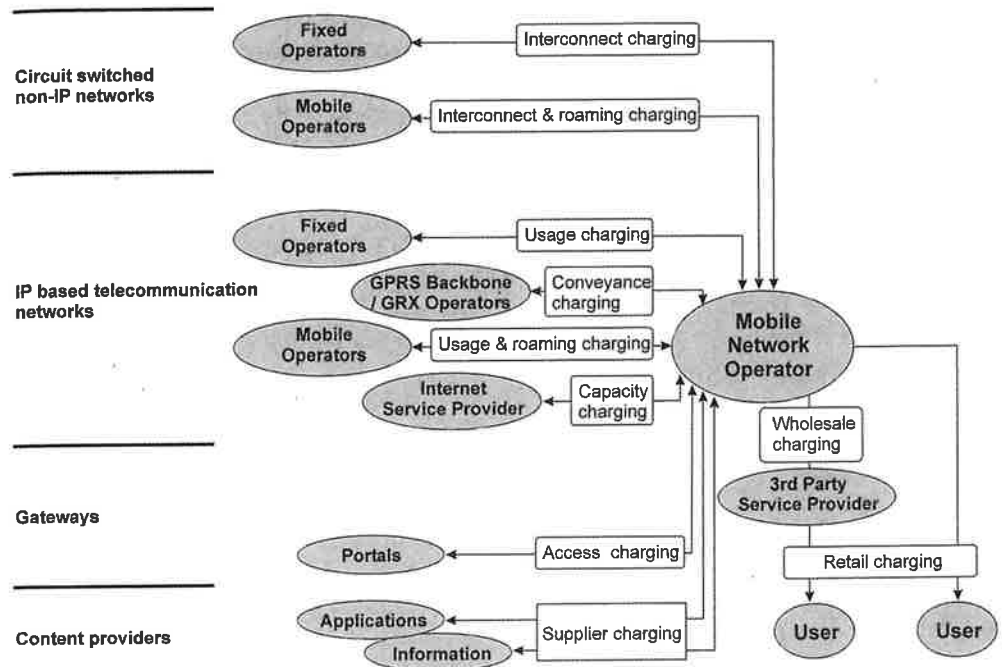 Fixed
Operators
Interconnect charging
Circuit switched
non-IP networks
Mobile
Operators
Interconnect & roaming charging
Fixed
Operators
Usage charging
IP based telecommunication
networks
GPRS Backbone
/ GRX Operators
Conveyance
charging
Mobile
Operators
Usage & roaming charging
Mobile
Network
Operator
Internet
Service Provider
Capacity
charging
Wholesale
charging
3rd Party
Service Provider
Gateways
Portals
Access charging
Retail charging
Content providers
Applications
Information
Supplier charging
User
User